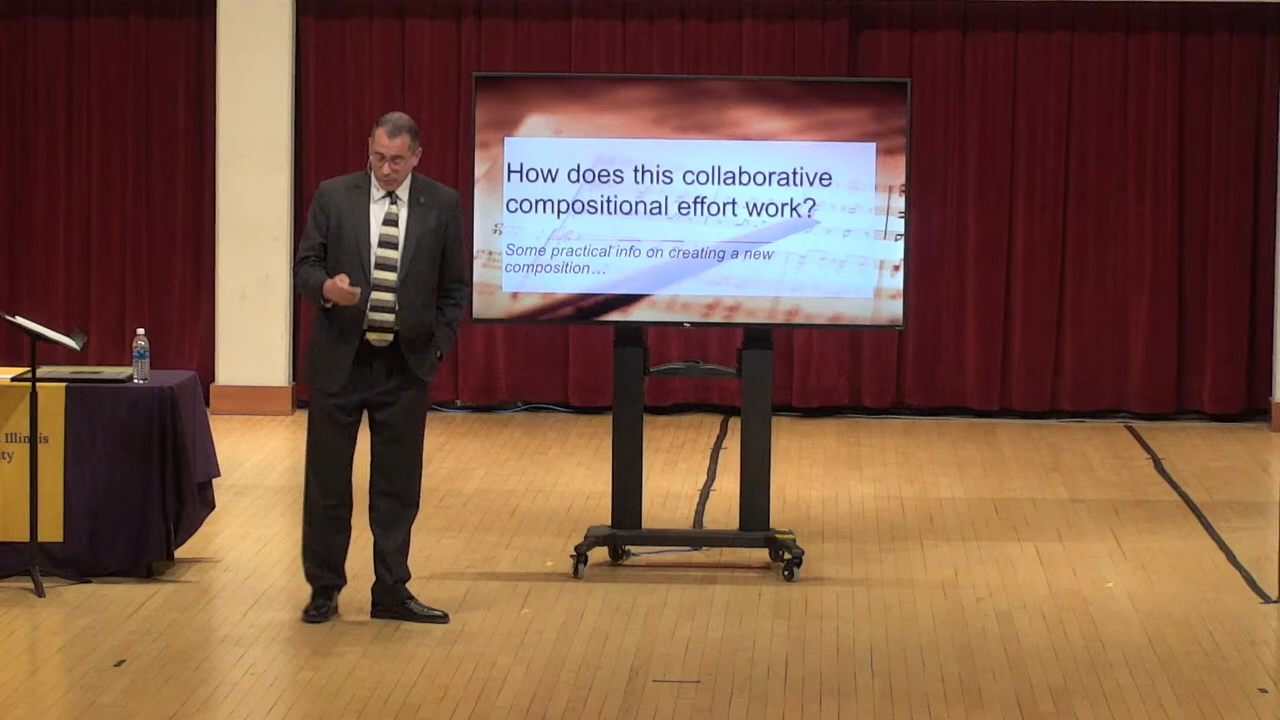 How does this collaborative
compositional effort work?
Some practical info on creating a new
composition…
Illinois
ity